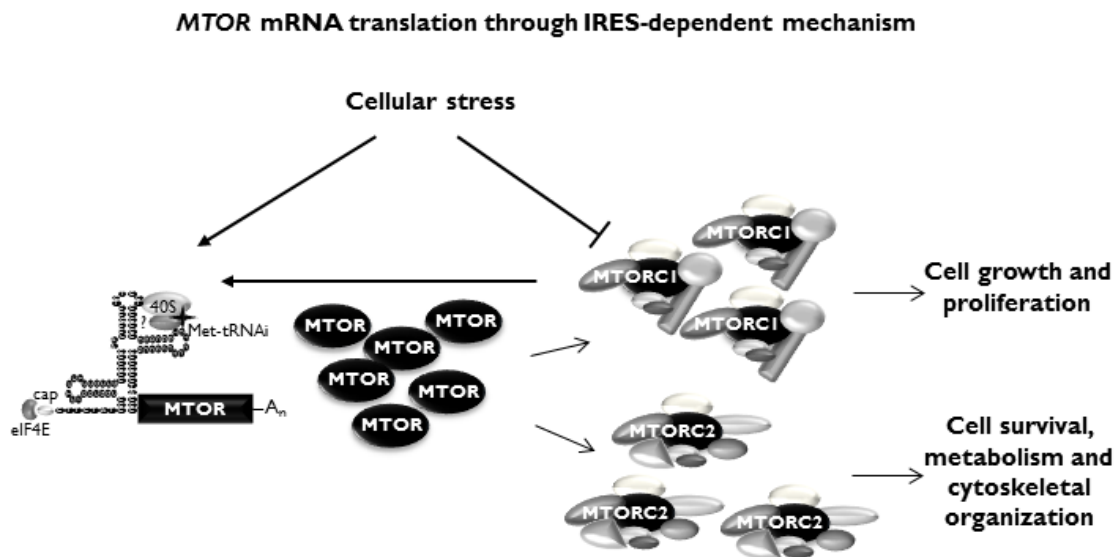 MTOR mRNA translation through IRES-dependent mechanism
Cellular stress
MTORC1
MTORC1
MTORC1
Cell growth and
proliferation
40S
?
Met-tRNAi
cap
eIF4E
MTOR
An
MTOR
MTOR
MTOR
MTOR
MTOR
MTOR
MTORC2
MTORC2
MTORC2
Cell survival,
metabolism and
cytoskeletal
organization